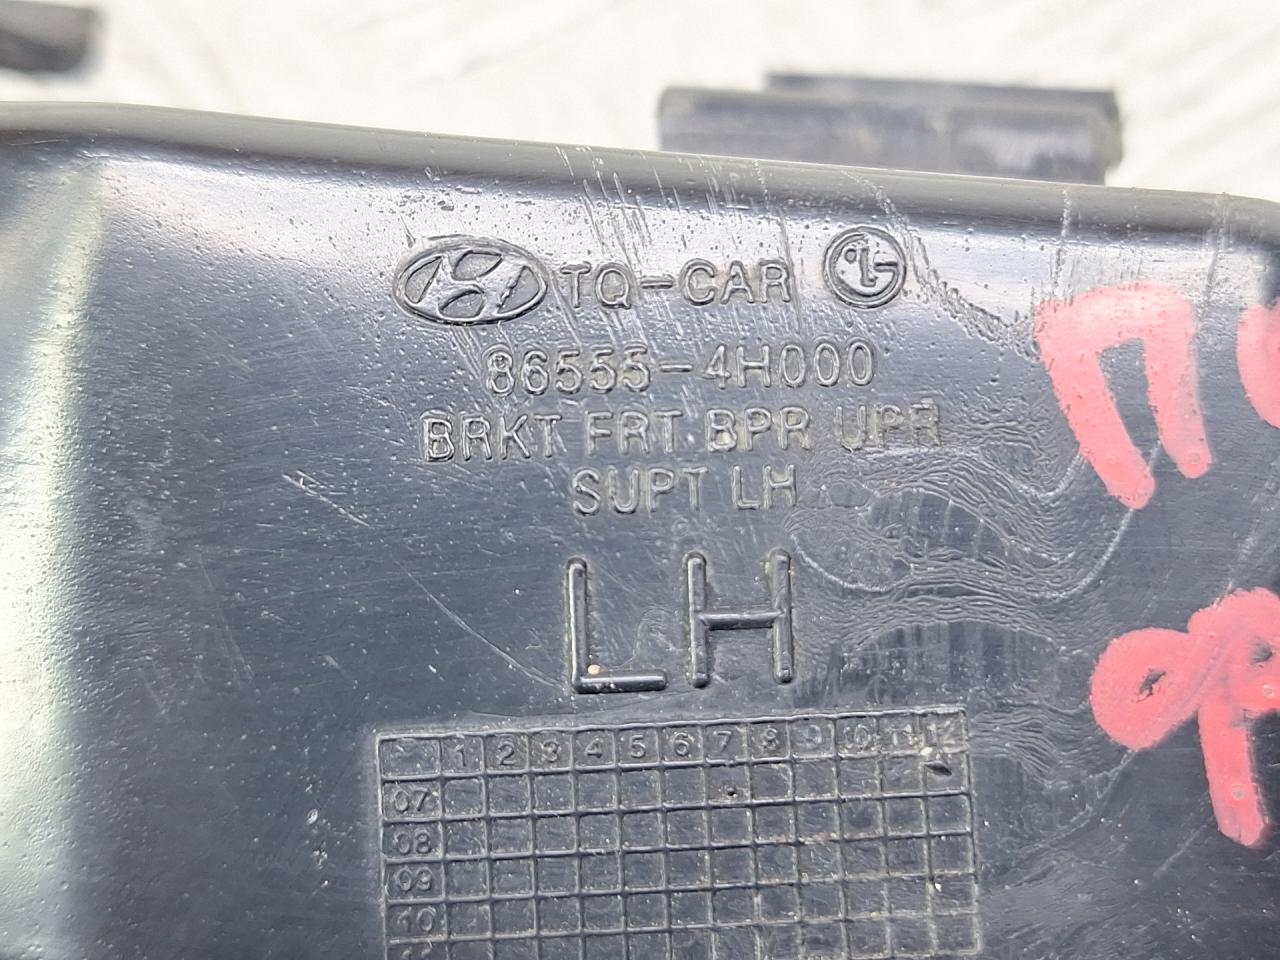 TQ-CAR
86555-4H000
BRKT FRT BPR UPR
SUPT LH
LH
1 2 3 4 5 6 7 8 9 10 11 12
07
08
09
10
11